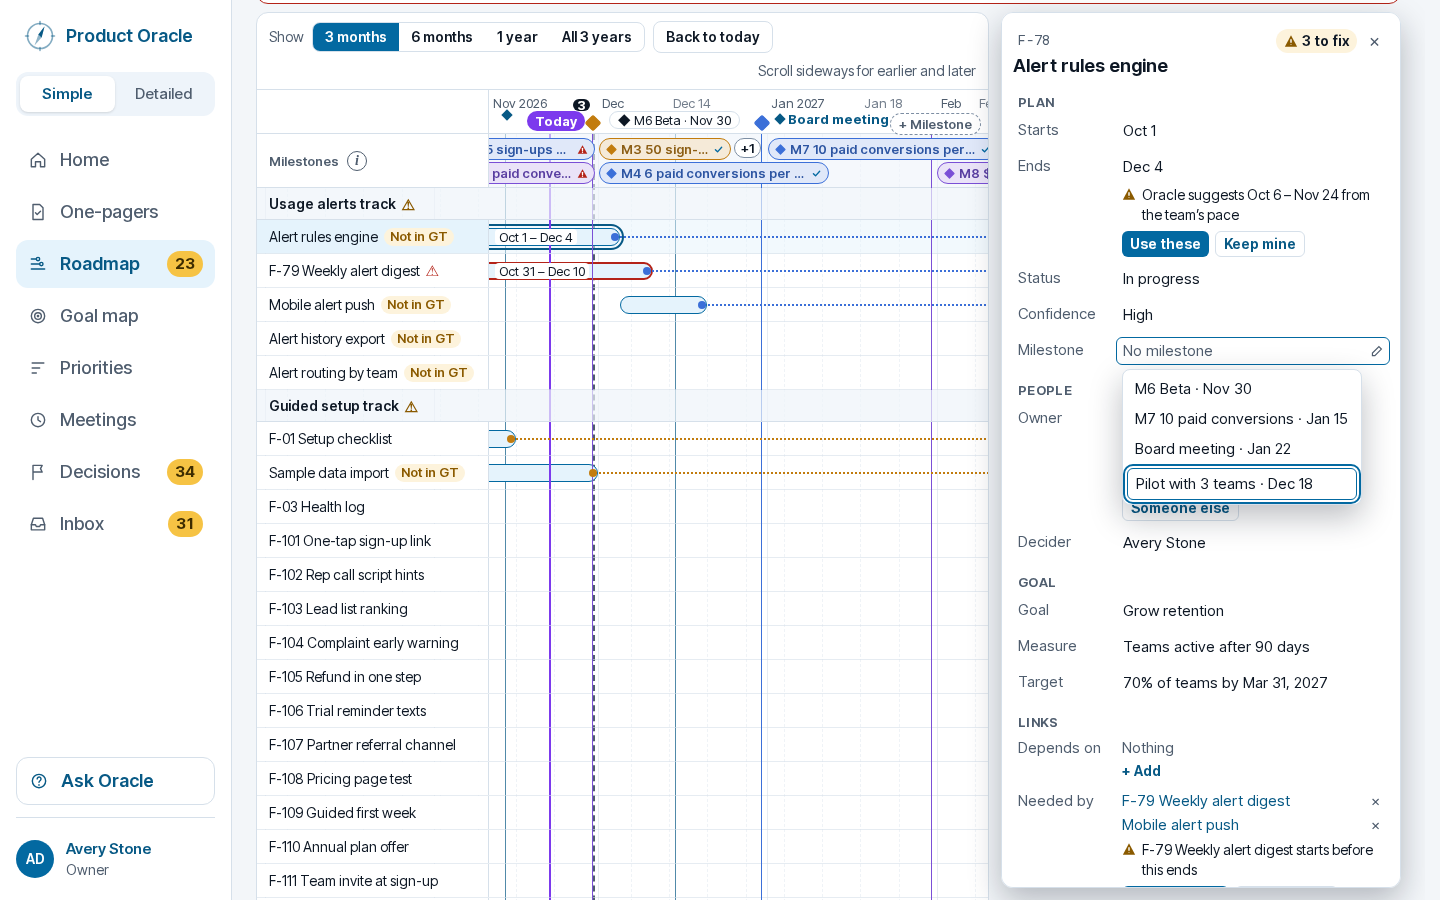 Product Oracle
Simple
Detailed
Home
One-pagers
Roadmap
23
Goal map
Priorities
Meetings
Decisions
34
Inbox
31
Ask Oracle
AD
Avery Stone
Owner
Show
3 months
6 months
1 year
All 3 years
Back to today
Scroll sideways for earlier and later
Nov 2026
3
Dec
Dec 14
Jan 2027
Jan 18
Feb
Today
M6 Beta · Nov 30
Board meeting
+ Milestone
Milestones
i
sign-ups ...
M3 50 sign-...
+1
M7 10 paid conversions per...
paid conve...
M4 6 paid conversions per ...
M8
Usage alerts track
Alert rules engine
Not in GT
Oct 1 – Dec 4
F-79 Weekly alert digest
Oct 31 – Dec 10
Mobile alert push
Not in GT
Alert history export
Not in GT
Alert routing by team
Not in GT
Guided setup track
F-01 Setup checklist
Sample data import
Not in GT
F-03 Health log
F-101 One-tap sign-up link
F-102 Rep call script hints
F-103 Lead list ranking
F-104 Complaint early warning
F-105 Refund in one step
F-106 Trial reminder texts
F-107 Partner referral channel
F-108 Pricing page test
F-109 Guided first week
F-110 Annual plan offer
F-111 Team invite at sign-up
F-78
3 to fix
×
Alert rules engine
PLAN
Starts
Oct 1
Ends
Dec 4
Oracle suggests Oct 6 – Nov 24 from
the team's pace
Use these
Keep mine
Status
In progress
Confidence
High
Milestone
No milestone
M6 Beta · Nov 30
M7 10 paid conversions · Jan 15
Board meeting · Jan 22
Pilot with 3 teams · Dec 18
PEOPLE
Owner
Someone else
Decider
Avery Stone
GOAL
Goal
Grow retention
Measure
Teams active after 90 days
Target
70% of teams by Mar 31, 2027
LINKS
Depends on
Nothing
+ Add
Needed by
F-79 Weekly alert digest
×
Mobile alert push
×
F-79 Weekly alert digest starts before
this ends